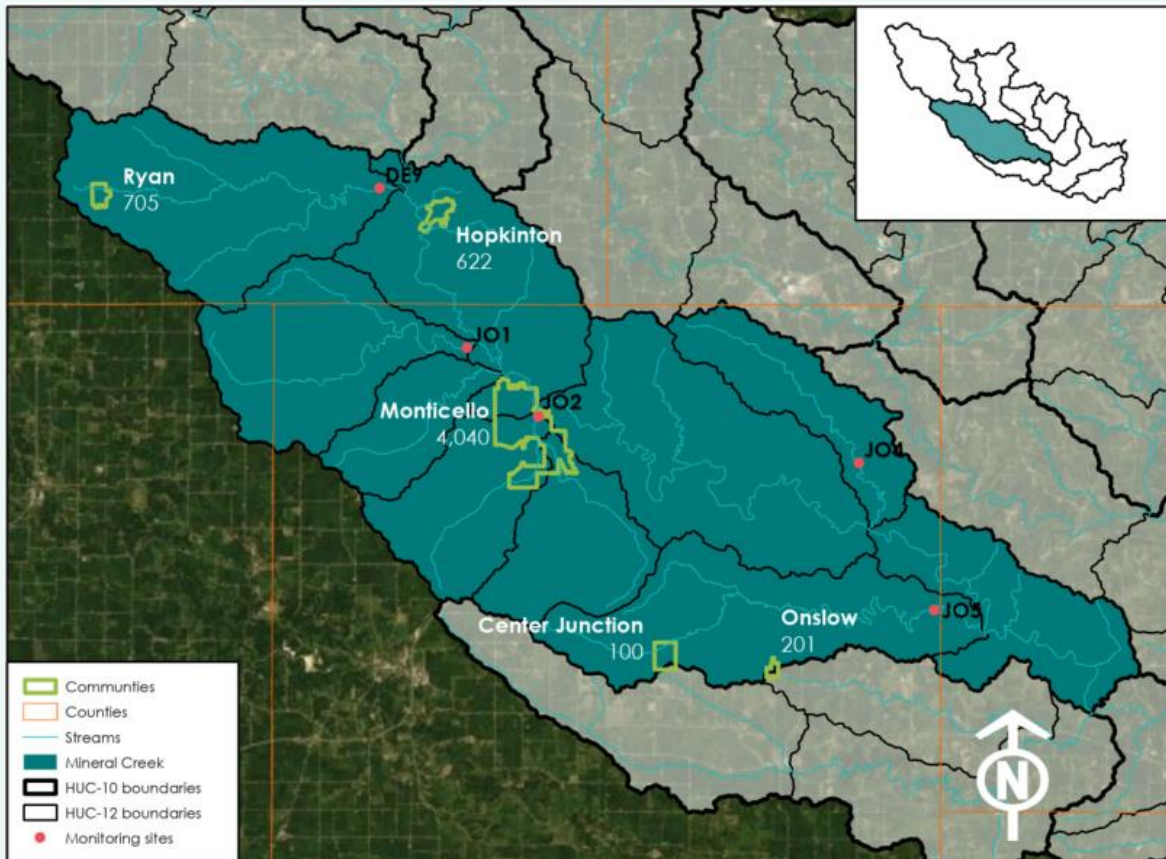 Ryan
705
DE9
Hopkinton
622
JO1
Monticello
4,040
JO2
JO4
Center Junction
100
Onslow
201
JO5
Communties
Counties
Streams
Mineral Creek
HUC-10 boundaries
HUC-12 boundaries
Monitoring sites
N